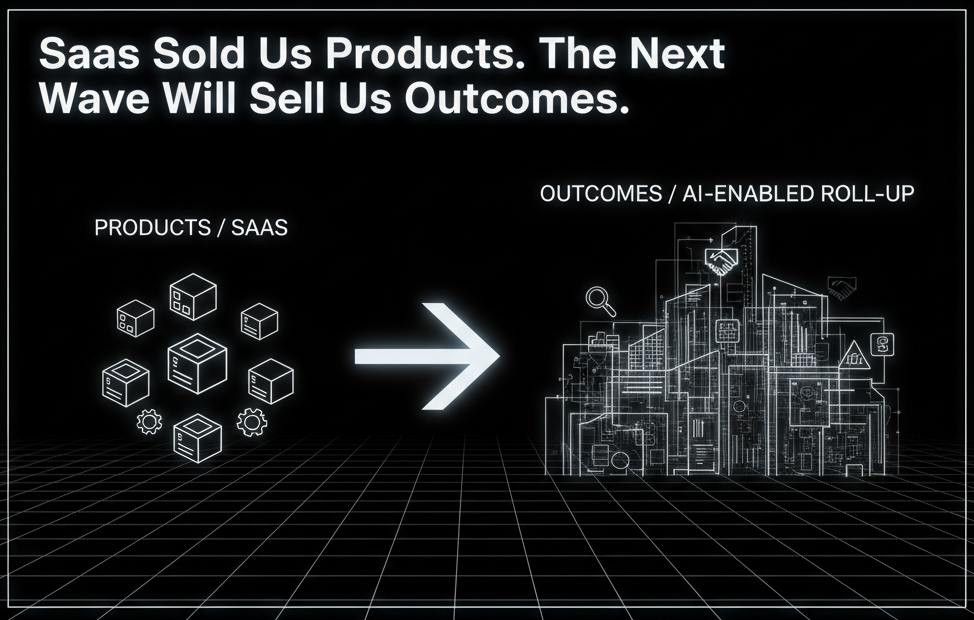 Saas Sold Us Products. The Next
Wave Will Sell Us Outcomes.
OUTCOMES / AI-ENABLED ROLL-UP
PRODUCTS / SAAS